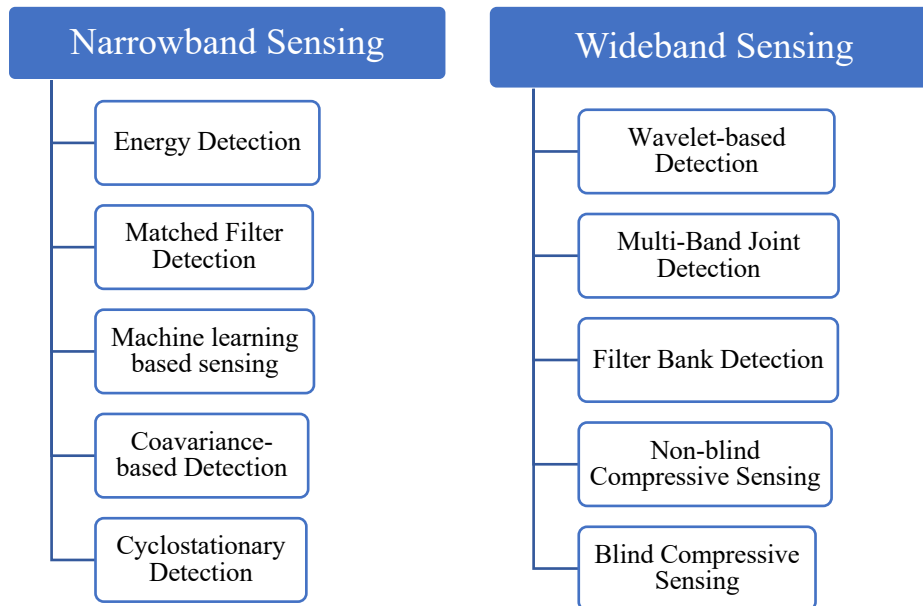 Narrowband Sensing
Energy Detection
Matched Filter
Detection
Machine learning
based sensing
Coavariance-
based Detection
Cyclostationary
Detection
Wideband Sensing
Wavelet-based
Detection
Multi-Band Joint
Detection
Filter Bank Detection
Non-blind
Compressive Sensing
Blind Compressive
Sensing